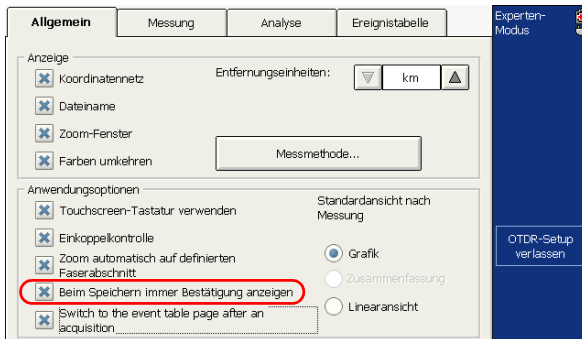 Allgemein
Messung
Analyse
Ereignistabelle
Experten-
Modus
Anzeige
Koordinatennetz
Entfernungseinheiten:
km
Dateiname
Zoom-Fenster
Farben umkehren
Messmethode...
Anwendungsoptionen
Touchscreen-Tastatur verwenden
Standardansicht nach
Messung
Einkoppelkontrolle
Zoom automatisch auf definierten
Faserabschnitt
Grafik
Zusammenfassung
Beim Speichern immer Bestätigung anzeigen
Linearansicht
Switch to the event table page after an
acquisition
OTDR-Setup
verlassen